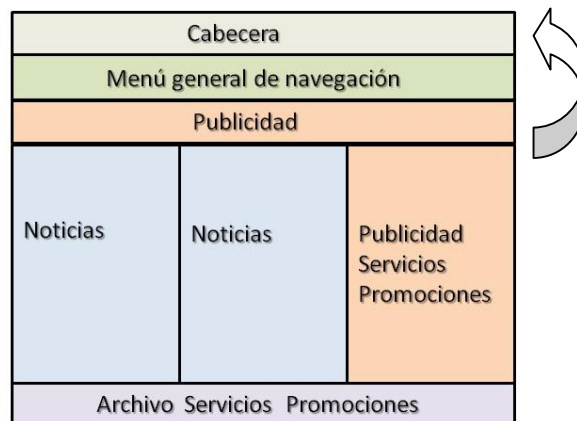 Cabecera
Menú general de navegación
Publicidad
Noticias
Noticias
Publicidad
Servicios
Promociones
Archivo Servicios Promociones